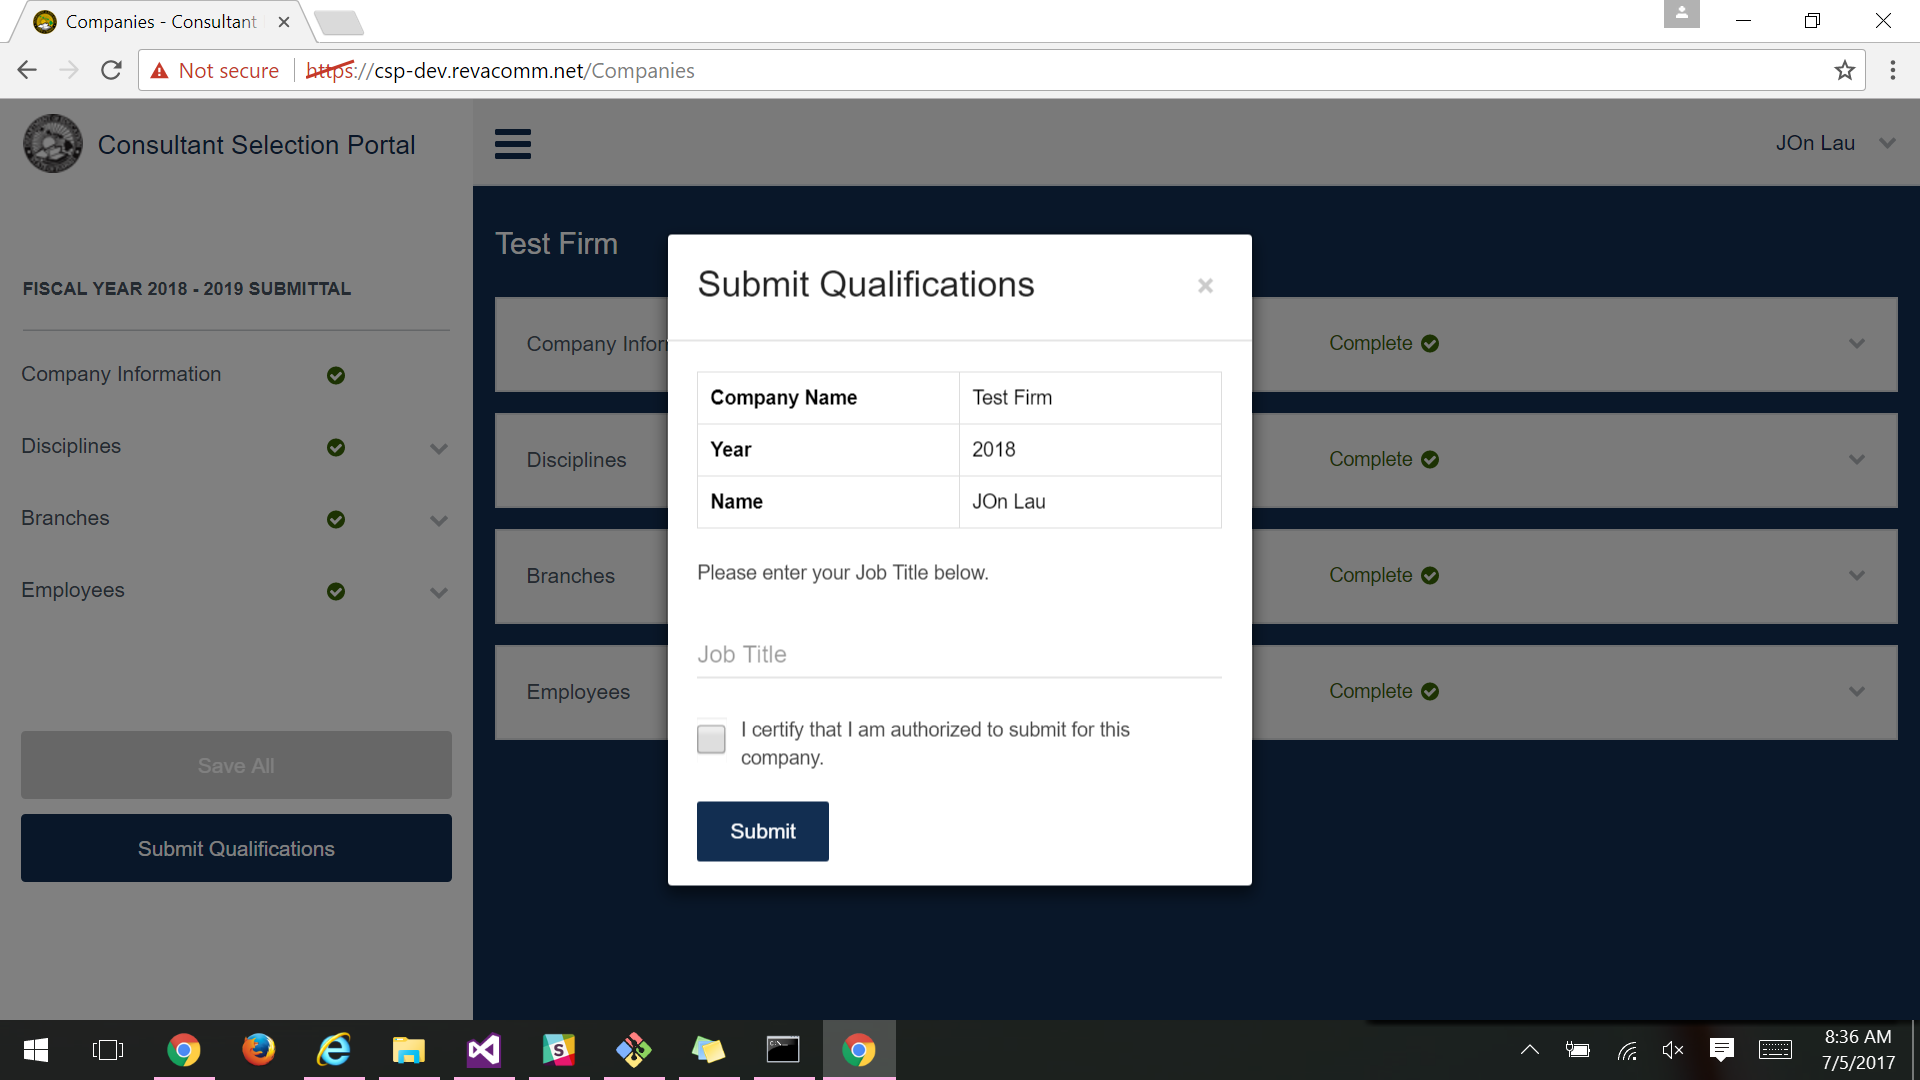 Companies - Consultant
Not secure
https://csp-dev.revacomm.net/Companies
Consultant Selection Portal
JOn Lau
FISCAL YEAR 2018 - 2019 SUBMITTAL
Company Information
Disciplines
Branches
Employees
Save All
Submit Qualifications
Test Firm
Company Infor
Complete
Disciplines
Complete
Branches
Complete
Employees
Complete
Submit Qualifications
×
Company Name Test Firm
Year 2018
Name JOn Lau
Please enter your Job Title below.
Job Title
I certify that I am authorized to submit for this
company.
Submit
8:36 AM
7/5/2017